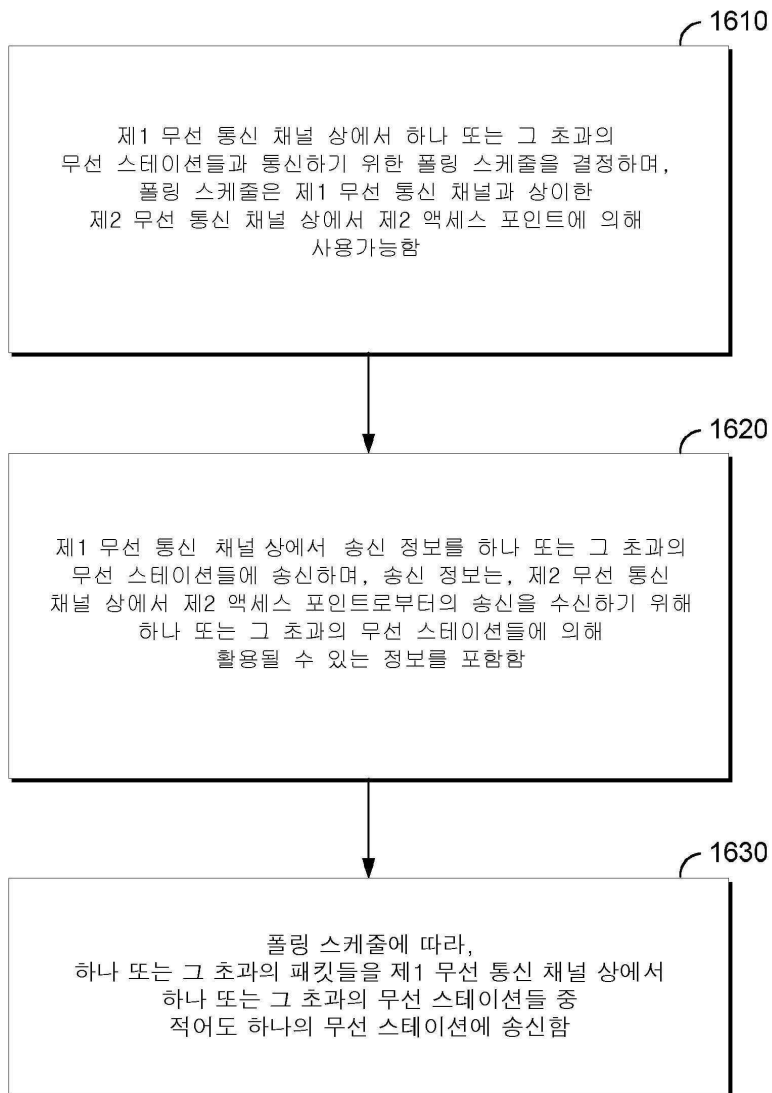 1610
제1 무선 통신 채널 상에서 하나 또는 그 초과의
무선 스테이션들과 통신하기 위한 폴링 스케줄을 결정하며,
폴링 스케줄은 제1 무선 통신 채널과 상이한
제2 무선 통신 채널 상에서 제2 액세스 포인트에 의해
사용가능함
1620
제1 무선 통신 채널 상에서 송신 정보를 하나 또는 그 초과의
무선 스테이션들에 송신하며, 송신 정보는, 제2 무선 통신
채널 상에서 제2 액세스 포인트로부터의 송신을 수신하기 위해
하나 또는 그 초과의 무선 스테이션들에 의해
활용될 수 있는 정보를 포함함
1630
폴링 스케줄에 따라,
하나 또는 그 초과의 패킷들을 제1 무선 통신 채널 상에서
하나 또는 그 초과의 무선 스테이션들 중
적어도 하나의 무선 스테이션에 송신함